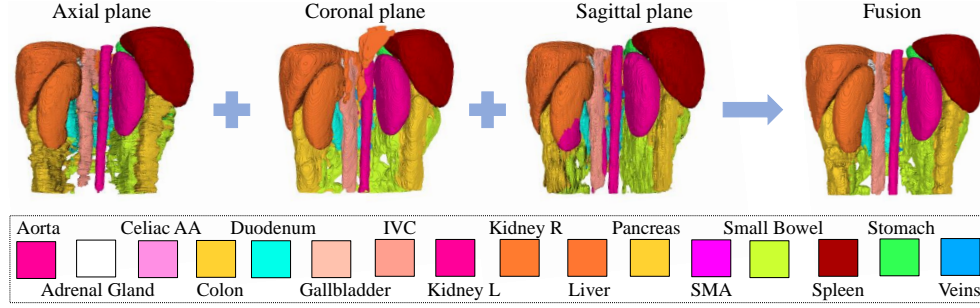 Axial plane Coronal plane Sagittal plane Fusion
Aorta Celiac AA Duodenum IVC Kidney R Pancreas Small Bowel Stomach
Adrenal Gland Colon Gallbladder Kidney L Liver SMA Spleen Veins